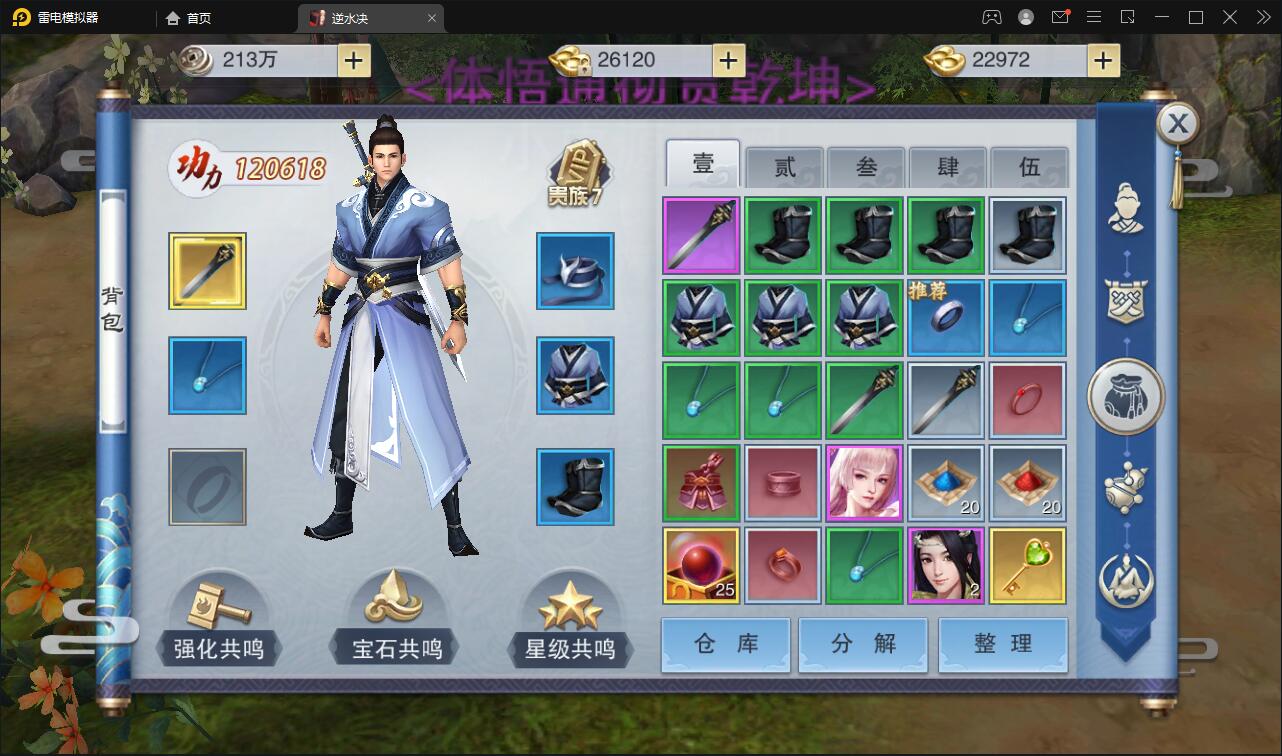 雷电模拟器
首页
逆水决
213万
26120
22972
<体悟通彻贯乾坤>
背包
功力 120618
VIP
贵族7
壹
贰
叁
肆
伍
推荐
20
20
25
2
强化共鸣
宝石共鸣
星级共鸣
仓 库
分 解
整 理